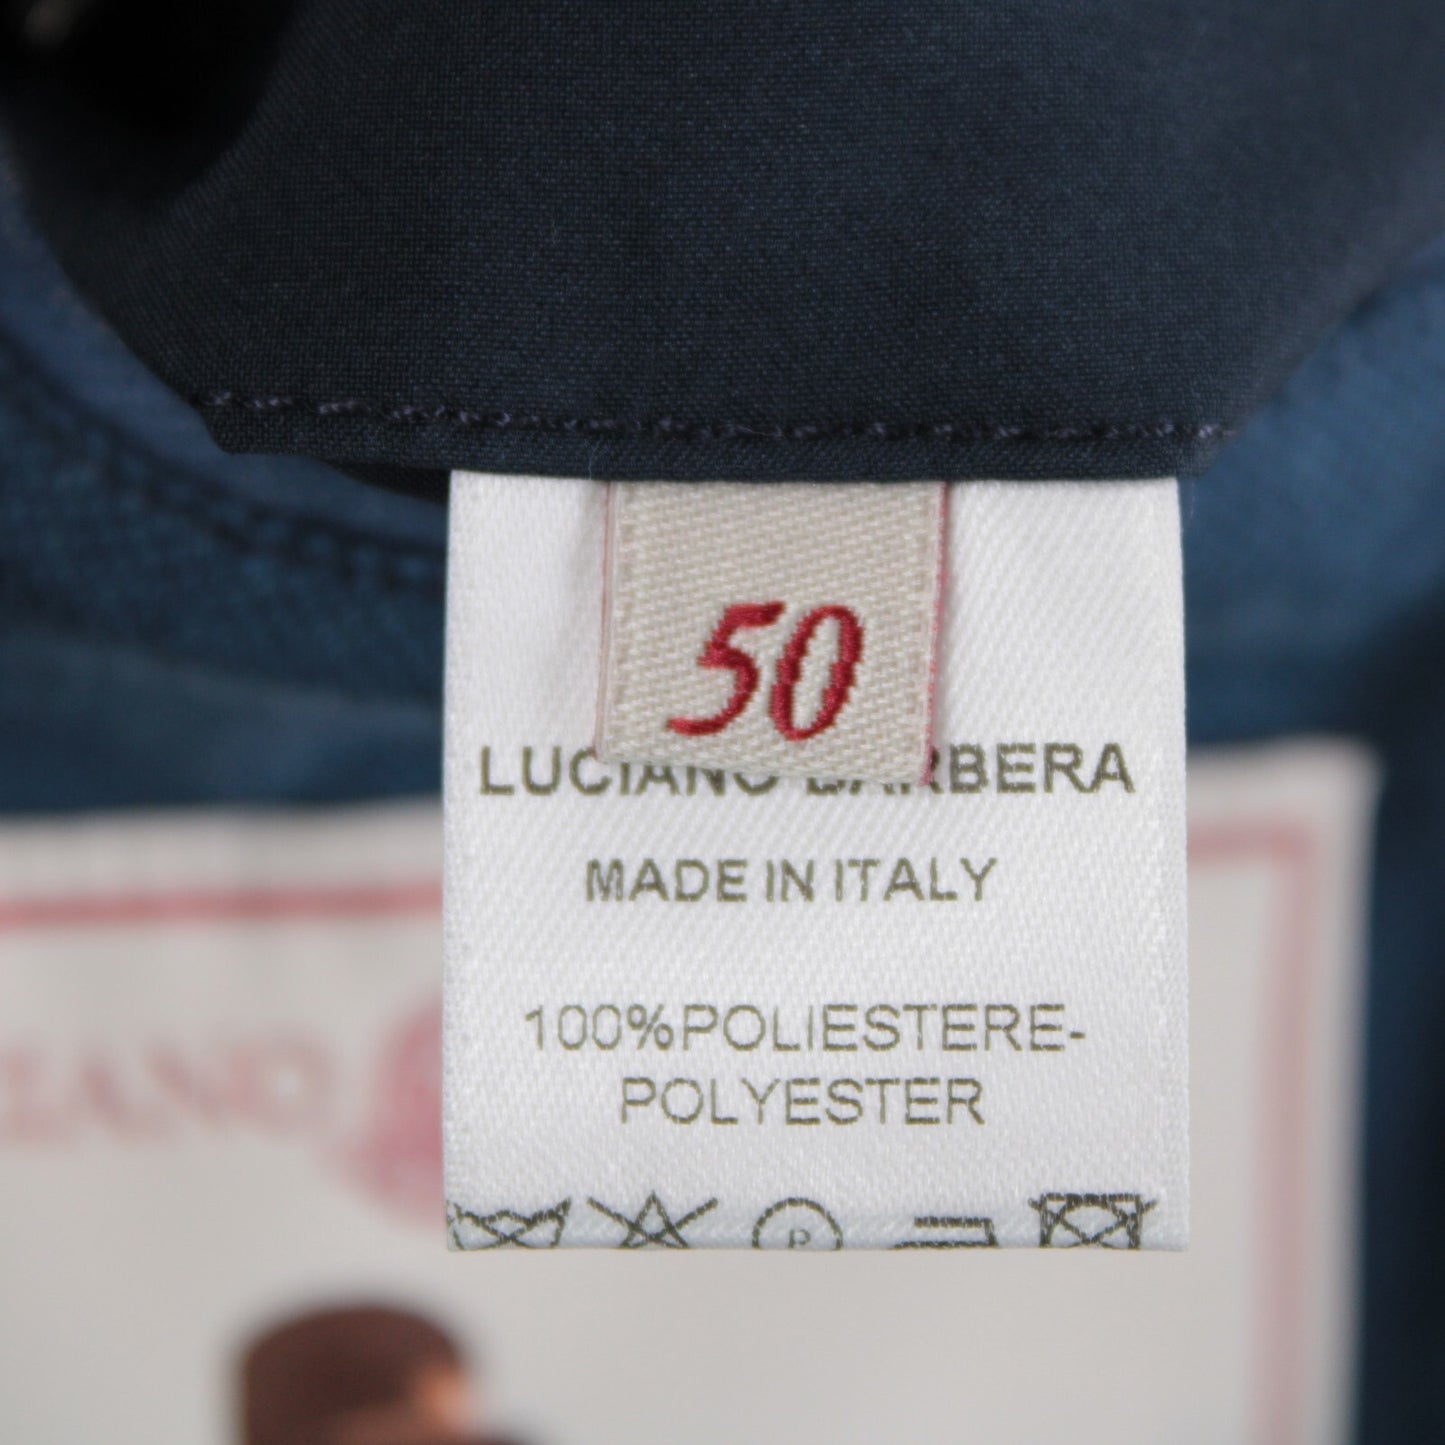 50
LUCIANO BARBERA
MADE IN ITALY
100%POLIESTERE-
POLYESTER
P